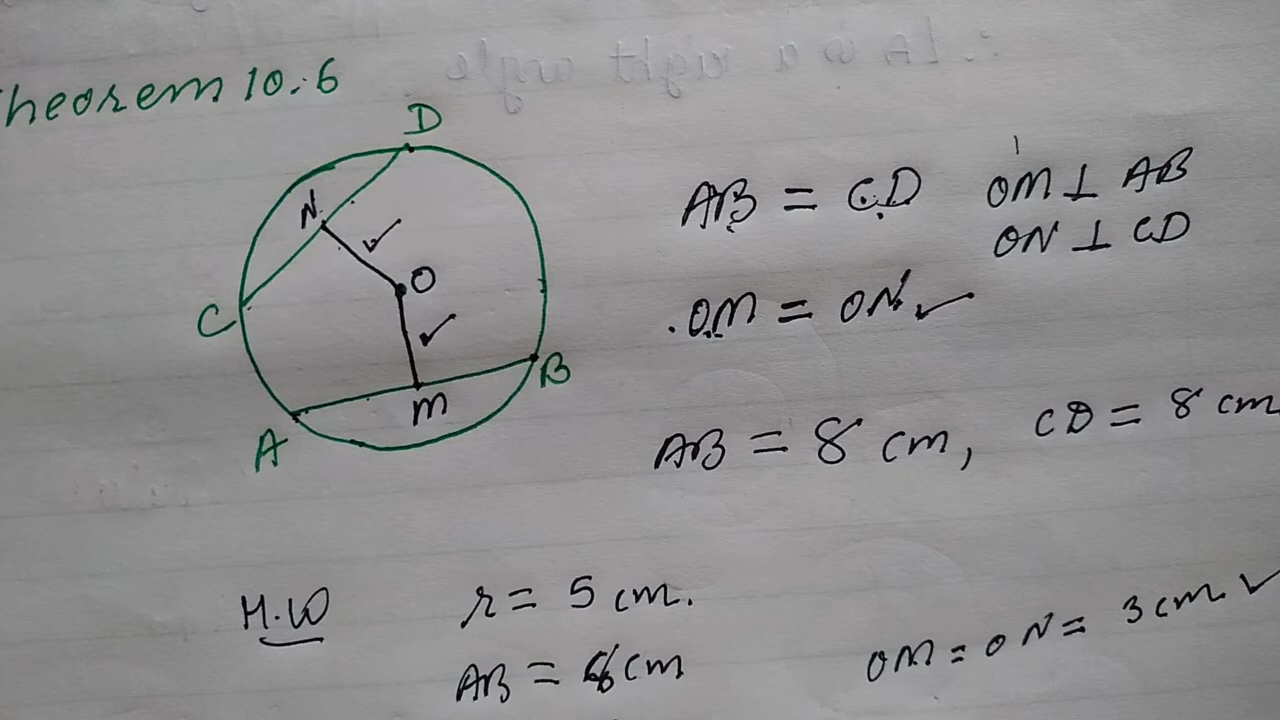 Theorem 10.6
D
N
O
C
M
B
A
AB = CD OM ⊥ AB
ON ⊥ CD
OM = ON ✓
AB = 8 cm, CD = 8 cm
H.W r = 5 cm.
AB = cm OM = ON = 3 cm ✓